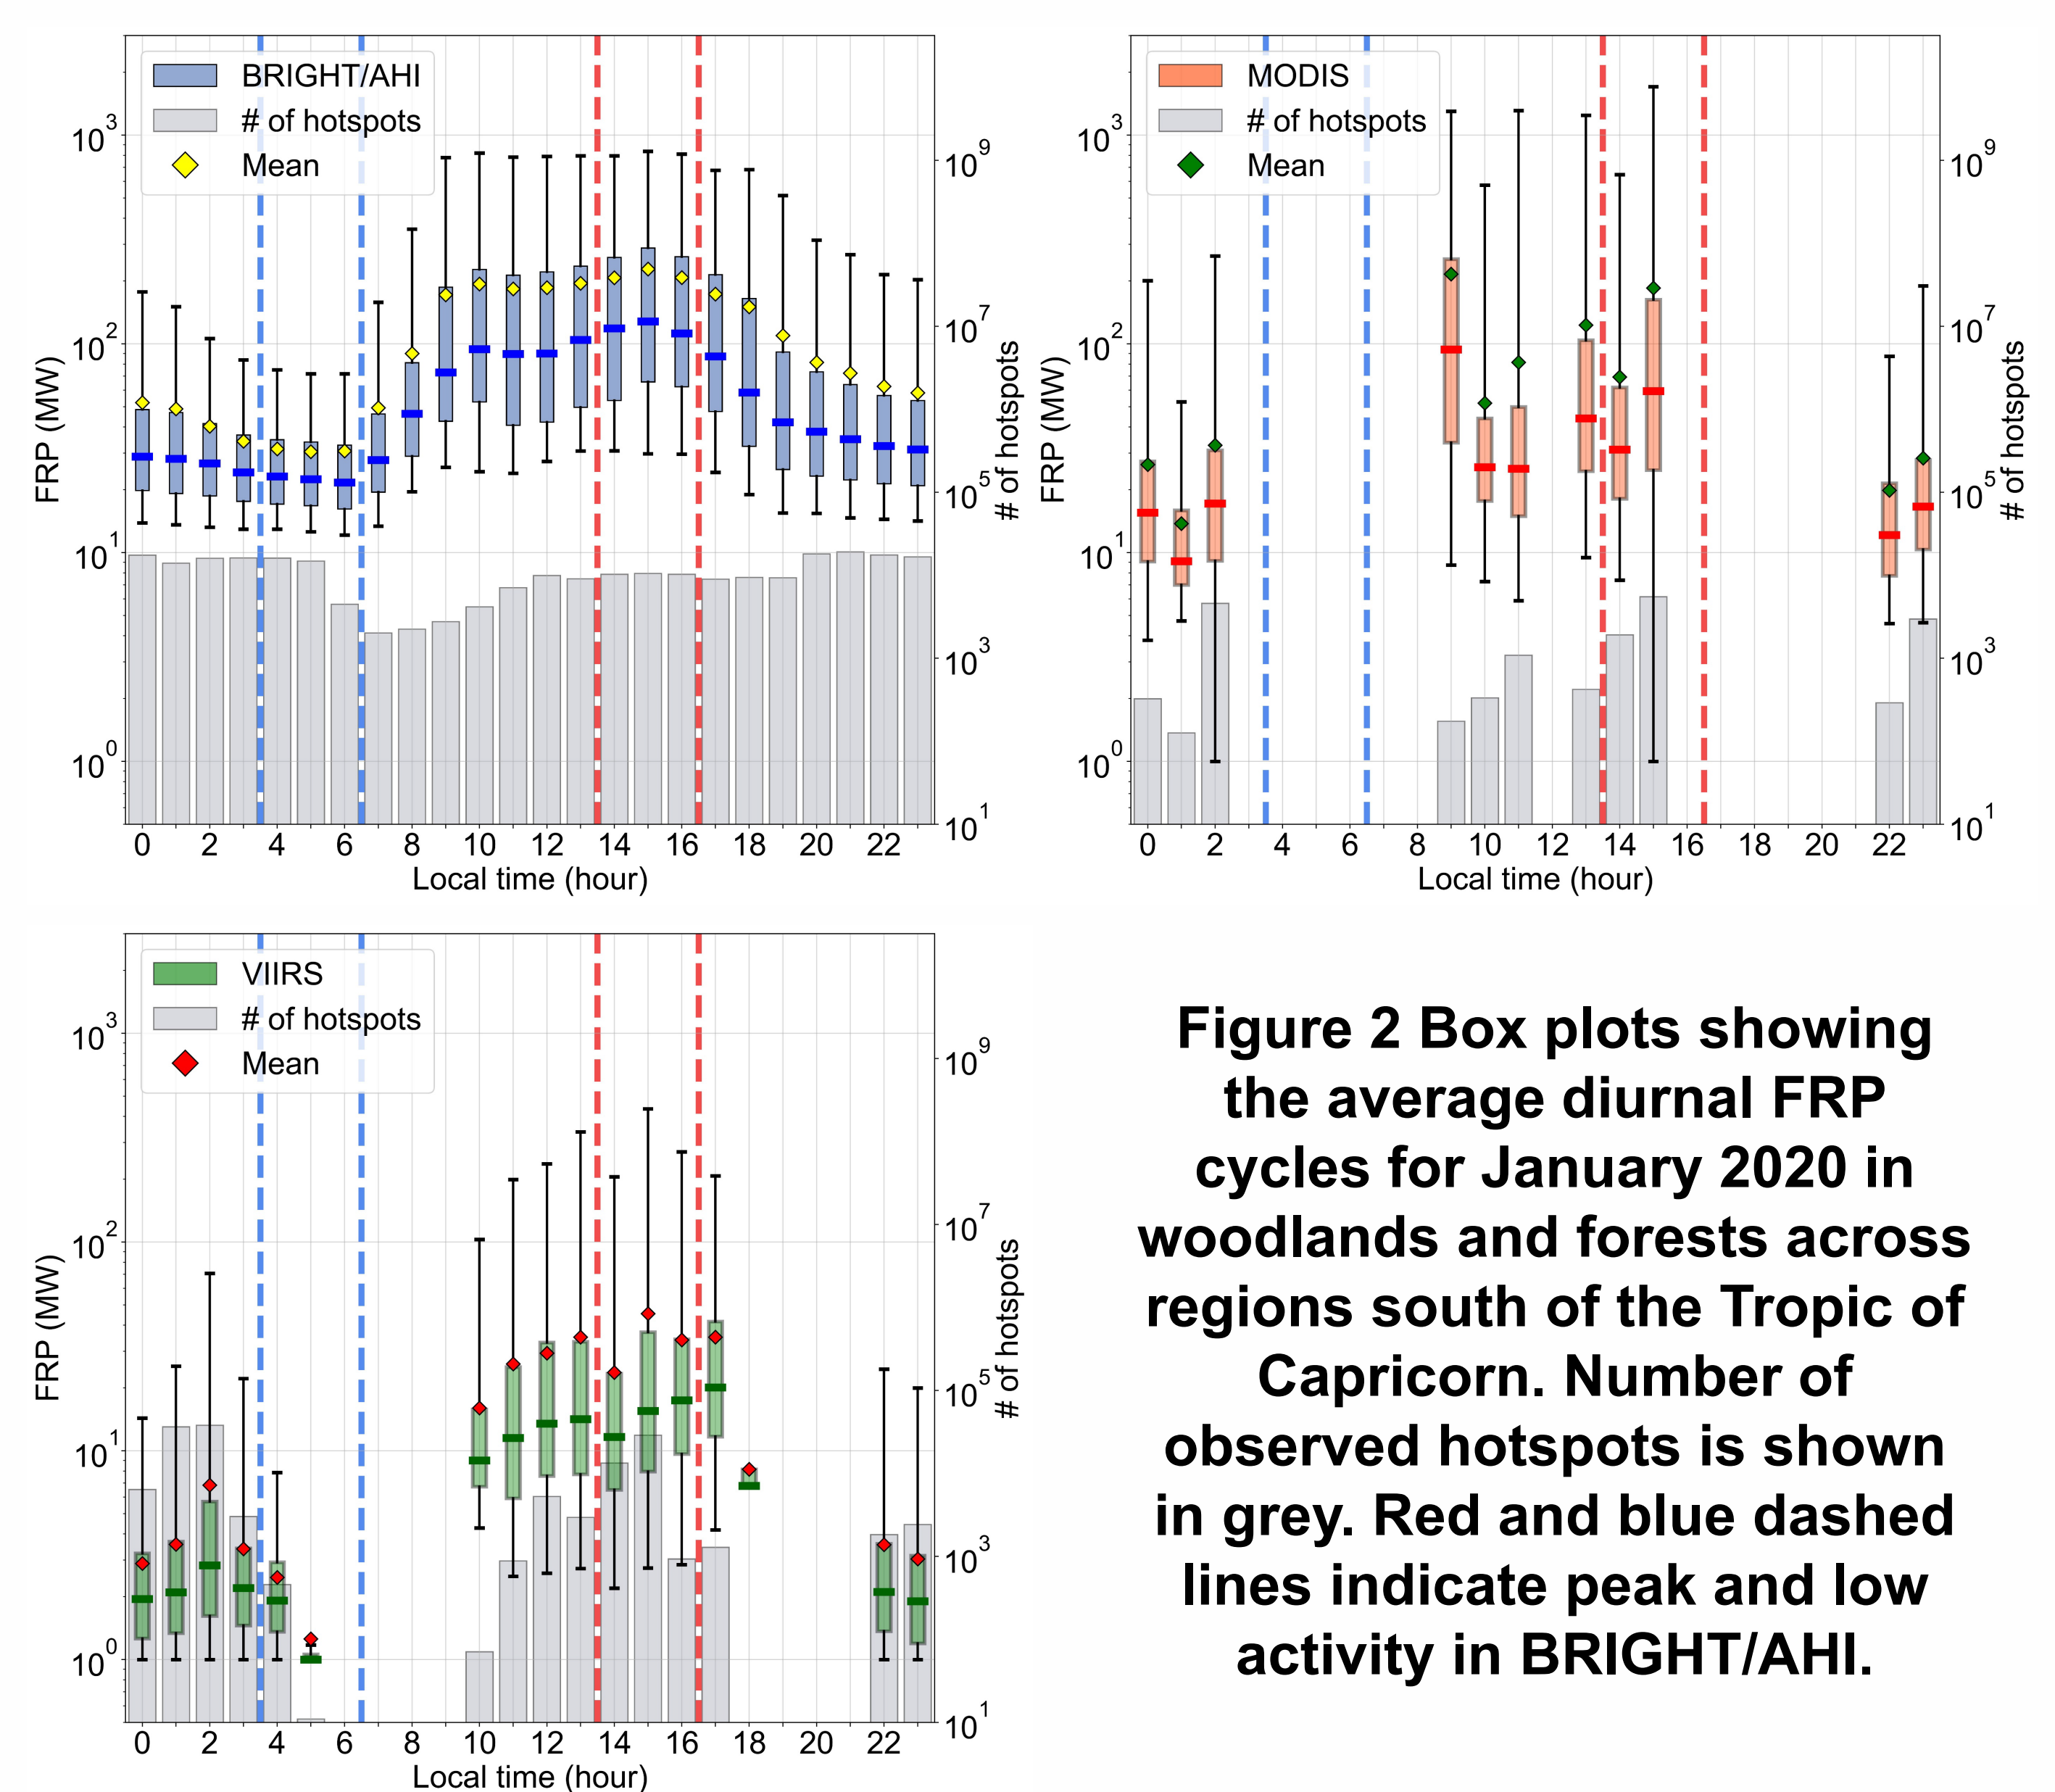 BRIGHT/AHI
# of hotspots
Mean
10^3
10^2
10^1
10^0
FRP (MW)
10^9
10^7
10^5
10^3
10^1
# of hotspots
0 2 4 6 8 10 12 14 16 18 20 22
Local time (hour)
MODIS
# of hotspots
Mean
10^3
10^2
10^1
10^0
FRP (MW)
10^9
10^7
10^5
10^3
10^1
# of hotspots
0 2 4 6 8 10 12 14 16 18 20 22
Local time (hour)
VIIRS
# of hotspots
Mean
10^3
10^2
10^1
10^0
FRP (MW)
10^9
10^7
10^5
10^3
10^1
# of hotspots
0 2 4 6 8 10 12 14 16 18 20 22
Local time (hour)
Figure 2 Box plots showing
the average diurnal FRP
cycles for January 2020 in
woodlands and forests across
regions south of the Tropic of
Capricorn. Number of
observed hotspots is shown
in grey. Red and blue dashed
lines indicate peak and low
activity in BRIGHT/AHI.